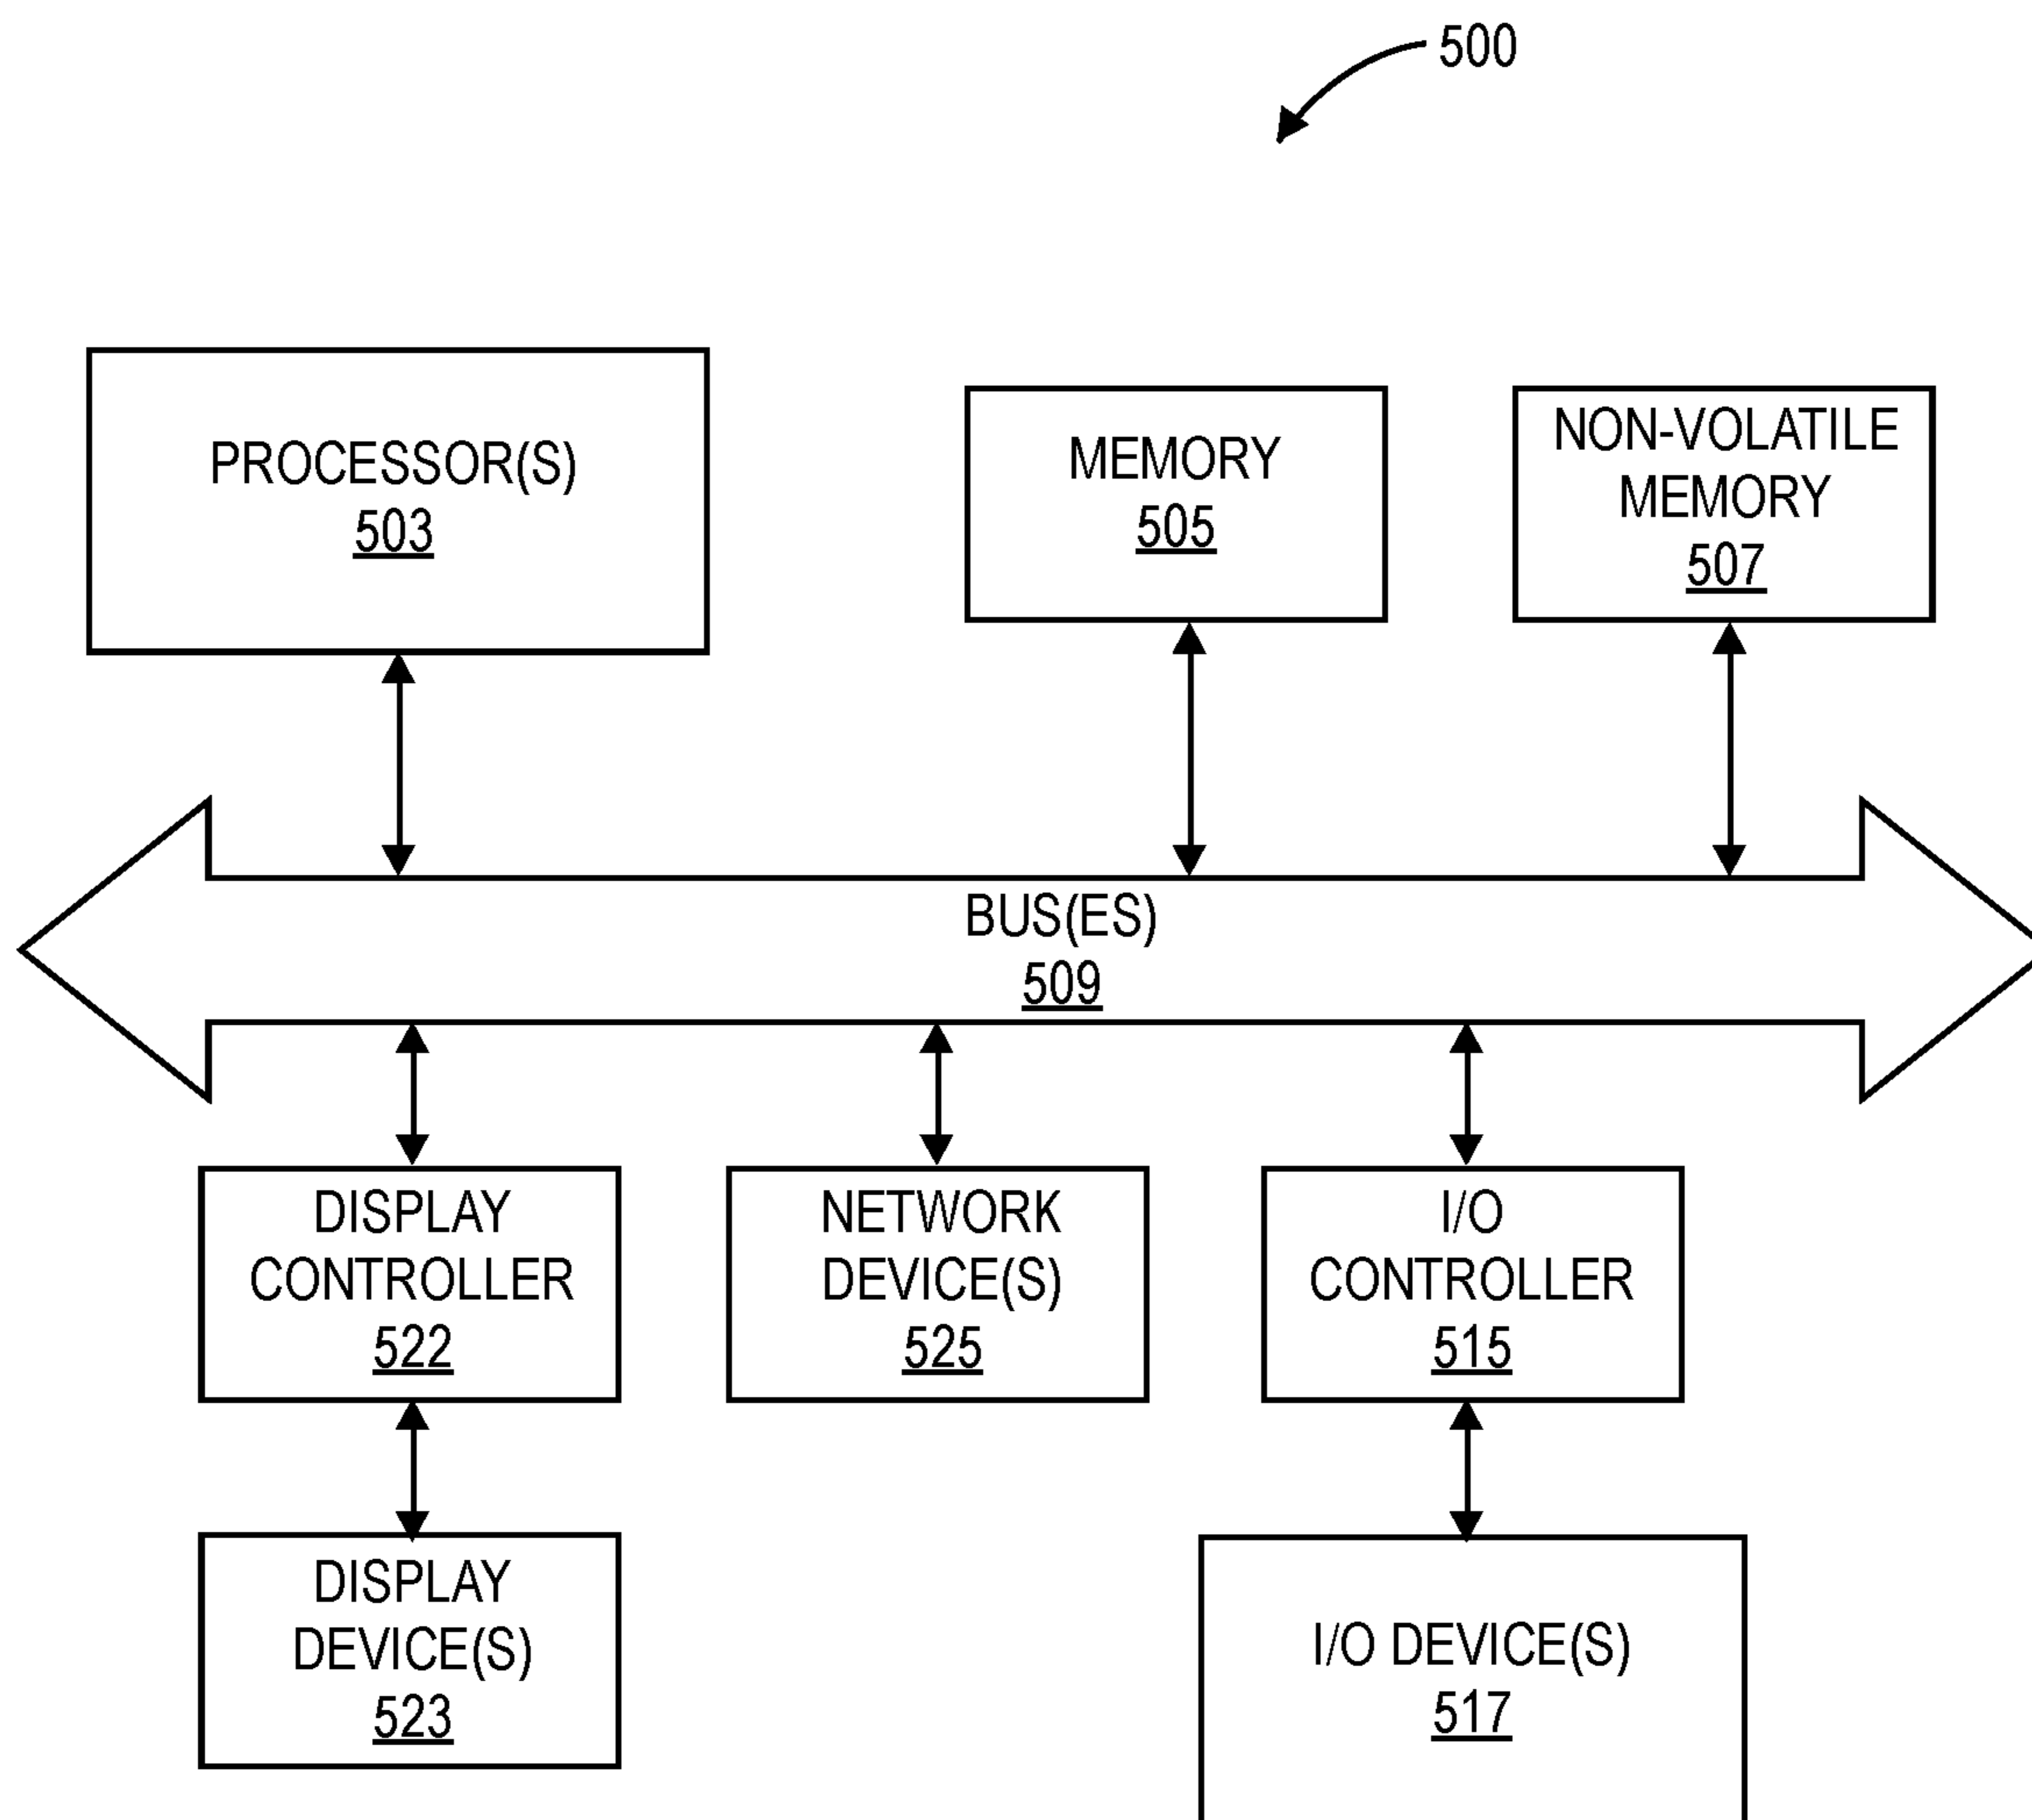 500
PROCESSOR(S)
503
MEMORY
505
NON-VOLATILE
MEMORY
507
BUS(ES)
509
DISPLAY
CONTROLLER
522
NETWORK
DEVICE(S)
525
I/O
CONTROLLER
515
DISPLAY
DEVICE(S)
523
I/O DEVICE(S)
517